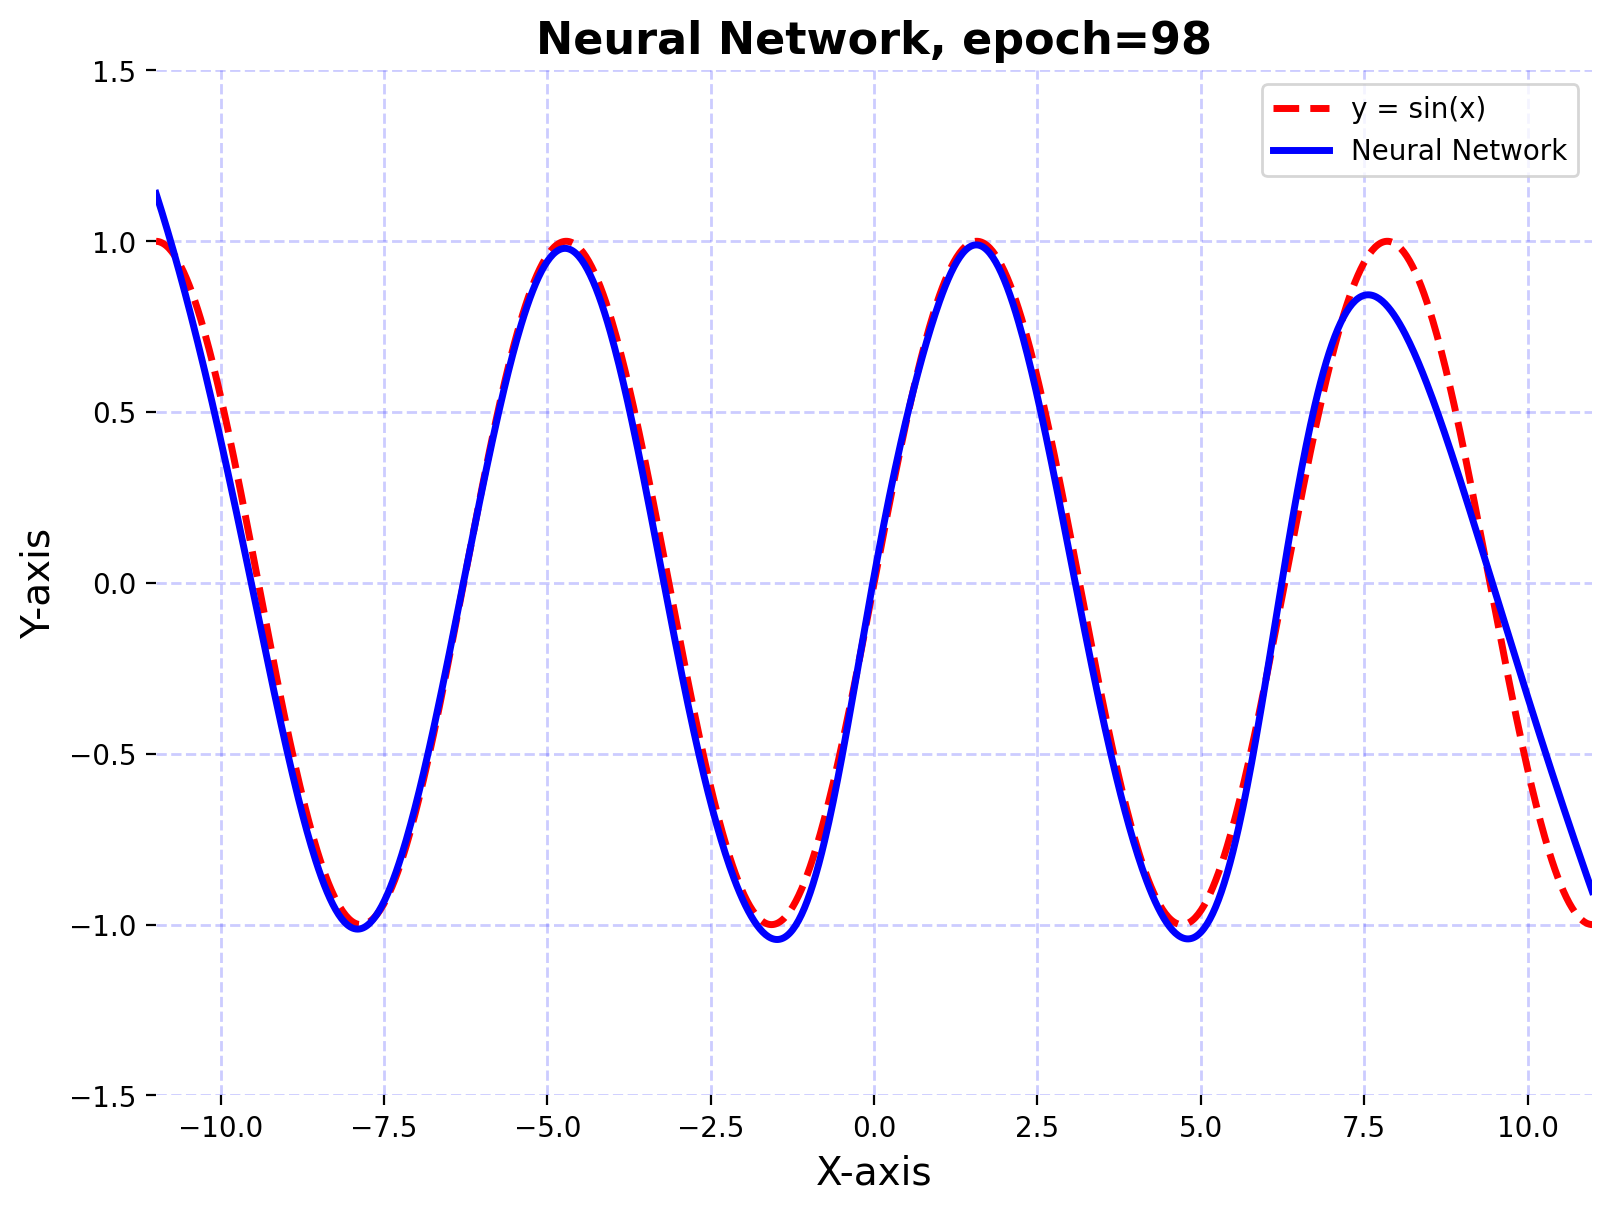 Neural Network, epoch=98
1.5
1.0
0.5
0.0
−0.5
−1.0
−1.5
Y-axis
y = sin(x)
Neural Network
−10.0 −7.5 −5.0 −2.5 0.0 2.5 5.0 7.5 10.0
X-axis